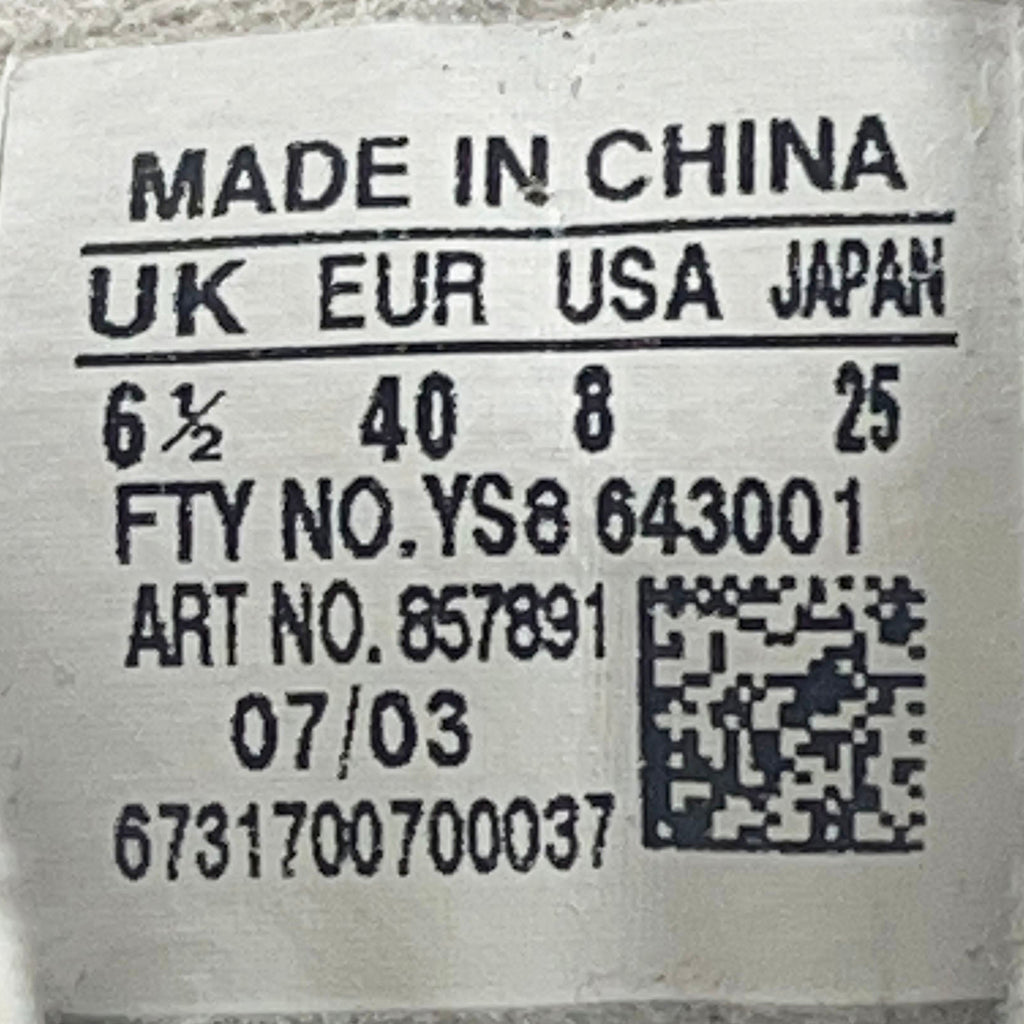 MADE IN CHINA
UK EUR USA JAPAN
6 ½ 40 8 25
FTY NO.YS8 643001
ART NO. 857891
07/03
6731700700037